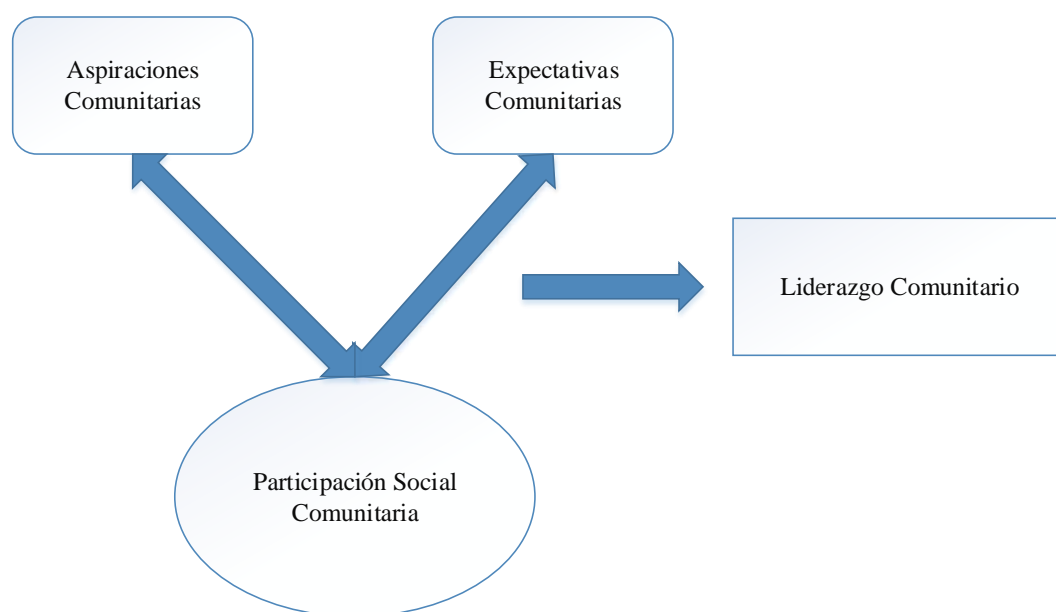 Aspiraciones
Comunitarias
Expectativas
Comunitarias
Liderazgo Comunitario
Participación Social
Comunitaria